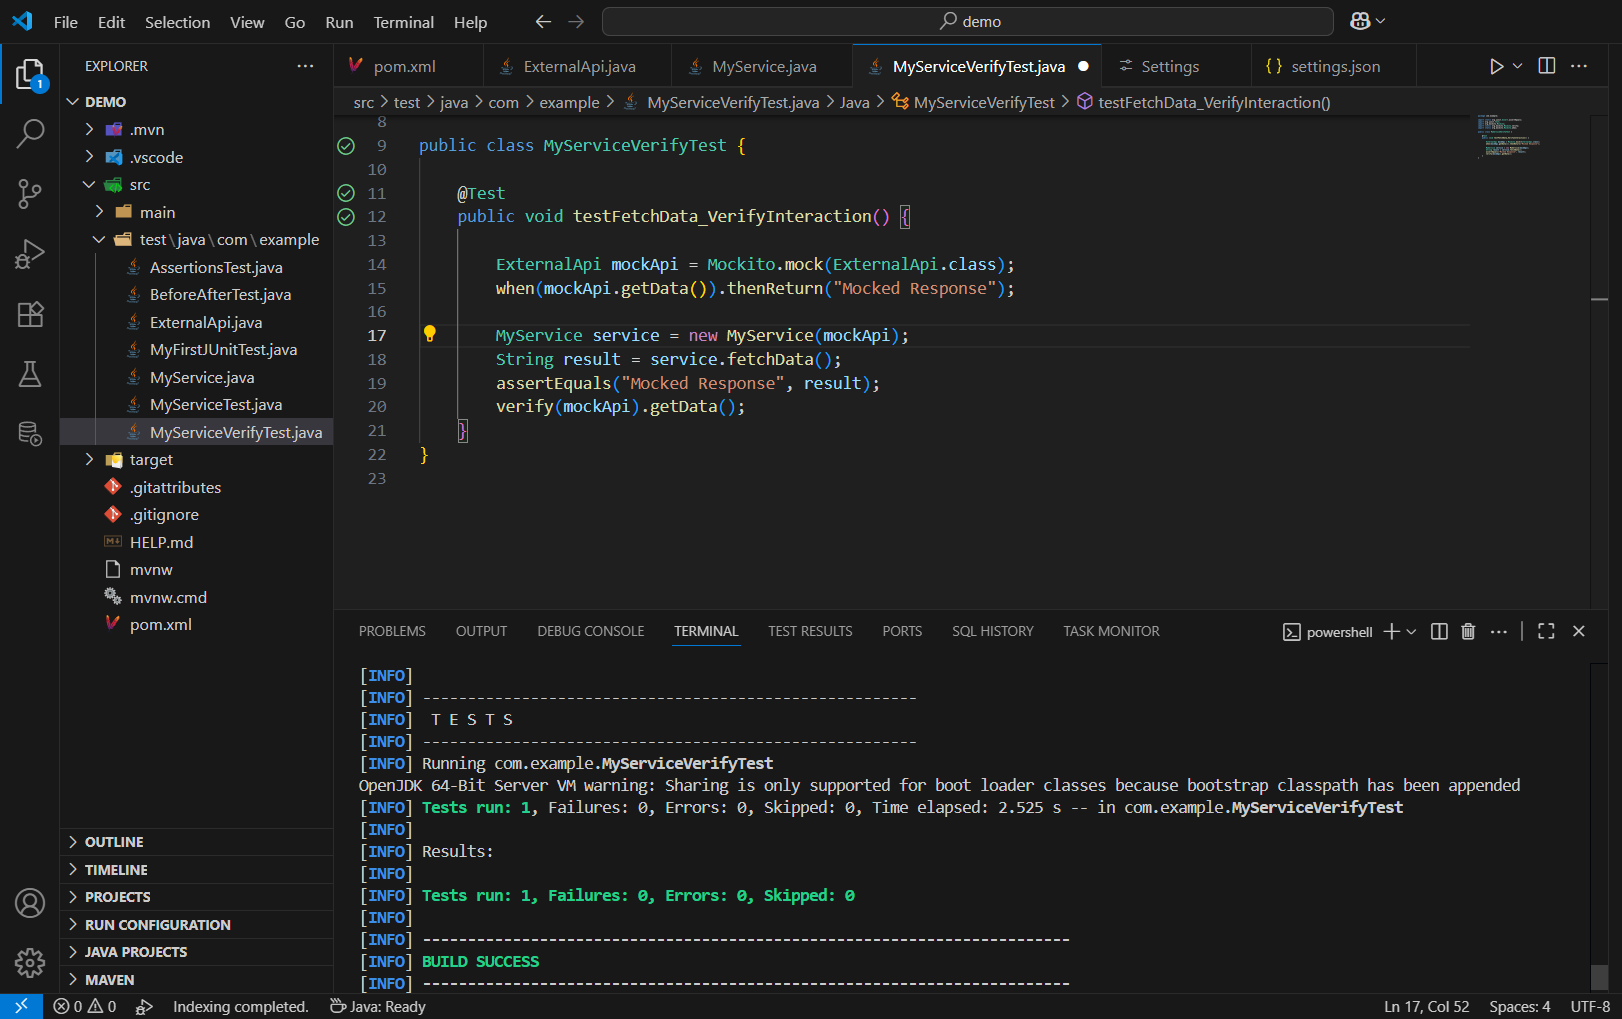 File Edit Selection View Go Run Terminal Help
demo
EXPLORER
1
DEMO
.mvn
.vscode
src
main
test\java\com\example
AssertionsTest.java
BeforeAfterTest.java
ExternalApi.java
MyFirstJUnitTest.java
MyService.java
MyServiceTest.java
MyServiceVerifyTest.java
target
.gitattributes
.gitignore
HELP.md
mvnw
mvnw.cmd
pom.xml
OUTLINE
TIMELINE
PROJECTS
RUN CONFIGURATION
JAVA PROJECTS
MAVEN
pom.xml ExternalApi.java MyService.java MyServiceVerifyTest.java Settings {} settings.json
src > test > java > com > example > MyServiceVerifyTest.java > Java > MyServiceVerifyTest > testFetchData_VerifyInteraction()
8
9 public class MyServiceVerifyTest {
10
11 @Test
12 public void testFetchData_VerifyInteraction() {
13
14 ExternalApi mockApi = Mockito.mock(ExternalApi.class);
15 when(mockApi.getData()).thenReturn("Mocked Response");
16
17 MyService service = new MyService(mockApi);
18 String result = service.fetchData();
19 assertEquals("Mocked Response", result);
20 verify(mockApi).getData();
21 }
22 }
23
PROBLEMS OUTPUT DEBUG CONSOLE TERMINAL TEST RESULTS PORTS SQL HISTORY TASK MONITOR powershell
[INFO]
[INFO] -------------------------------------------------------
[INFO]  T E S T S
[INFO] -------------------------------------------------------
[INFO] Running com.example.MyServiceVerifyTest
OpenJDK 64-Bit Server VM warning: Sharing is only supported for boot loader classes because bootstrap classpath has been appended
[INFO] Tests run: 1, Failures: 0, Errors: 0, Skipped: 0, Time elapsed: 2.525 s -- in com.example.MyServiceVerifyTest
[INFO]
[INFO] Results:
[INFO]
[INFO] Tests run: 1, Failures: 0, Errors: 0, Skipped: 0
[INFO]
[INFO] ------------------------------------------------------------------------
[INFO] BUILD SUCCESS
[INFO] ------------------------------------------------------------------------
0 0 Indexing completed. Java: Ready Ln 17, Col 52 Spaces: 4 UTF-8